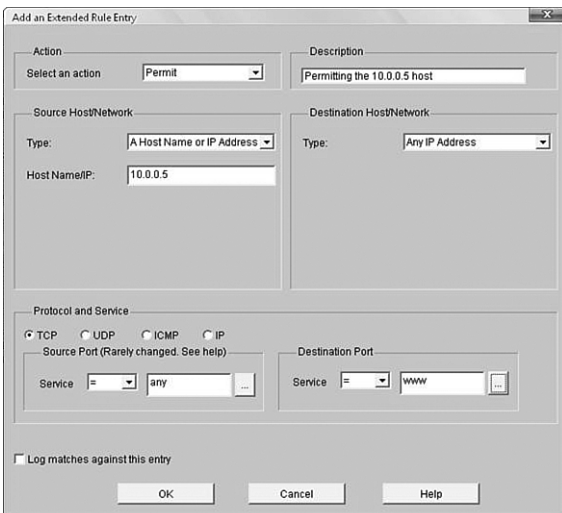 Add an Extended Rule Entry
Action
Select an action
Permit
Description
Permitting the 10.0.0.5 host
Source Host/Network
Type:
A Host Name or IP Address
Host Name/IP:
10.0.0.5
Destination Host/Network
Type:
Any IP Address
Protocol and Service
TCP UDP ICMP IP
Source Port (Rarely changed. See help)
Service = any ...
Destination Port
Service = www ...
Log matches against this entry
OK Cancel Help